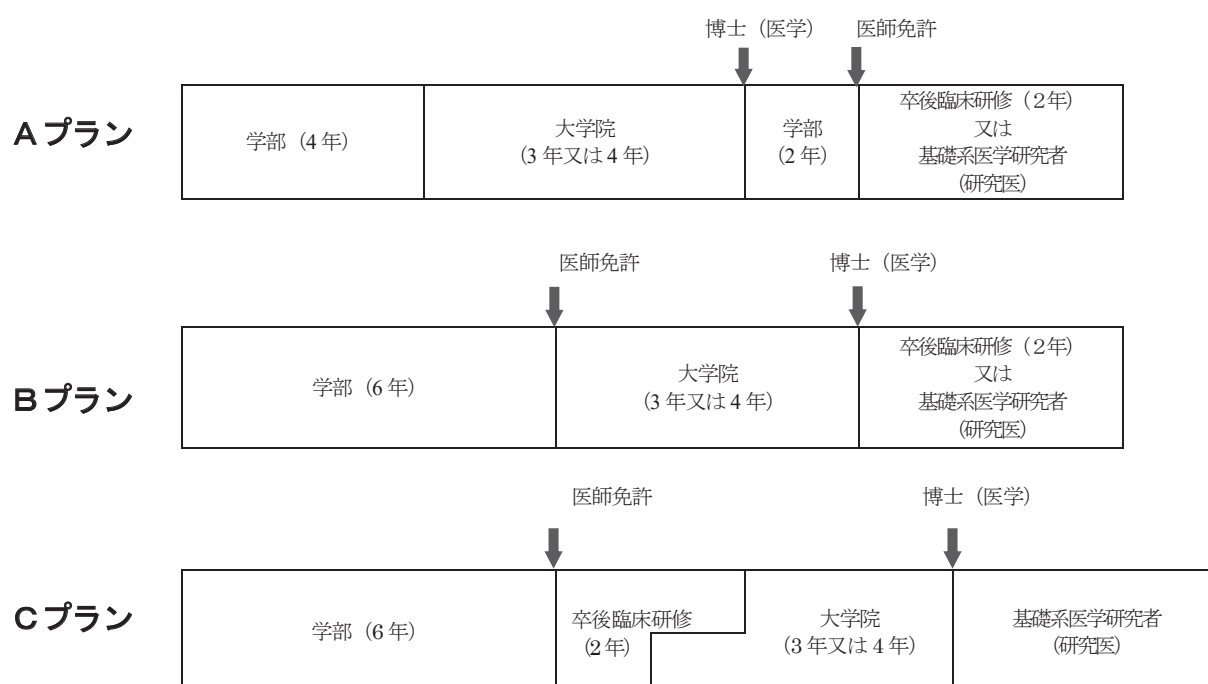 博士（医学）
医師免許
Aプラン
学部（4年）
大学院
（3年又は4年）
学部
（2年）
卒後臨床研修（2年）
又は
基礎系医学研究者
（研究医）
医師免許
博士（医学）
Bプラン
学部（6年）
大学院
（3年又は4年）
卒後臨床研修（2年）
又は
基礎系医学研究者
（研究医）
医師免許
博士（医学）
Cプラン
学部（6年）
卒後臨床研修
（2年）
大学院
（3年又は4年）
基礎系医学研究者
（研究医）